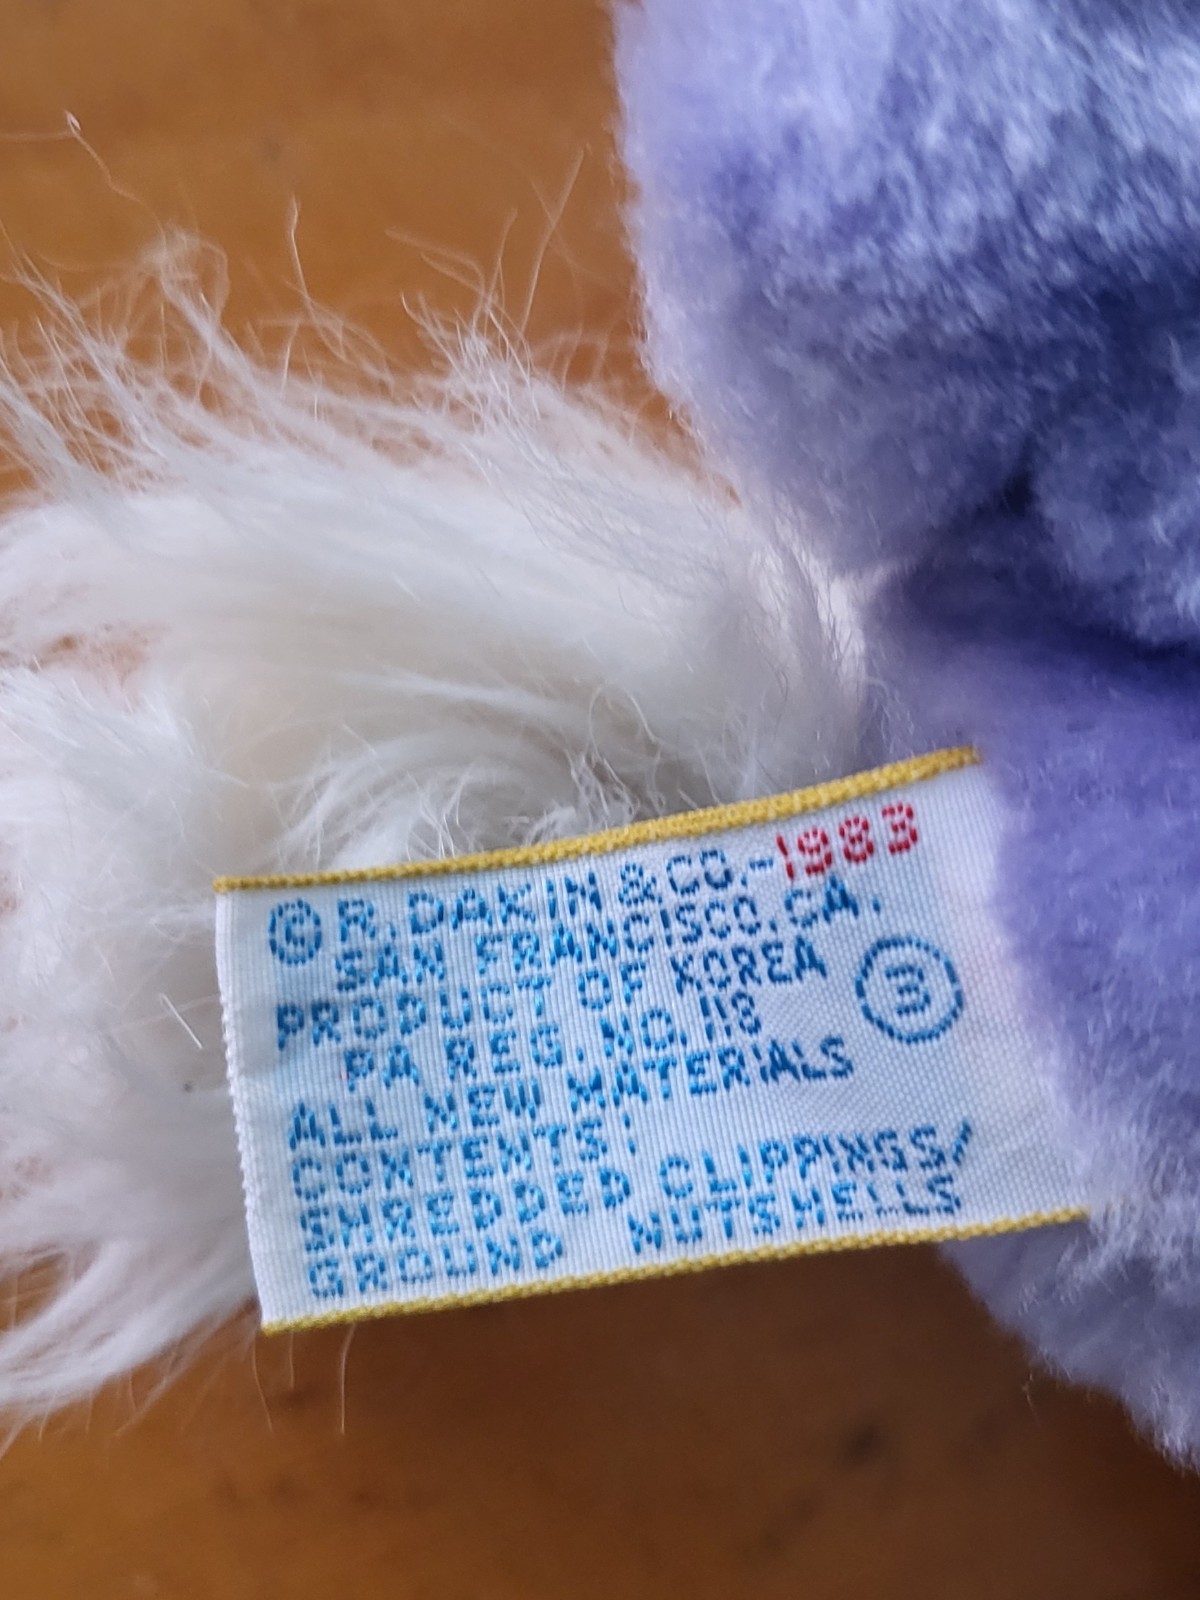 © R. DAKIN & CO.-1983
SAN FRANCISCO, CA.
PRODUCT OF KOREA
PA REG. NO. 118
3
ALL NEW MATERIALS
CONTENTS:
SHREDDED CLIPPINGS/
GROUND NUTSHELLS